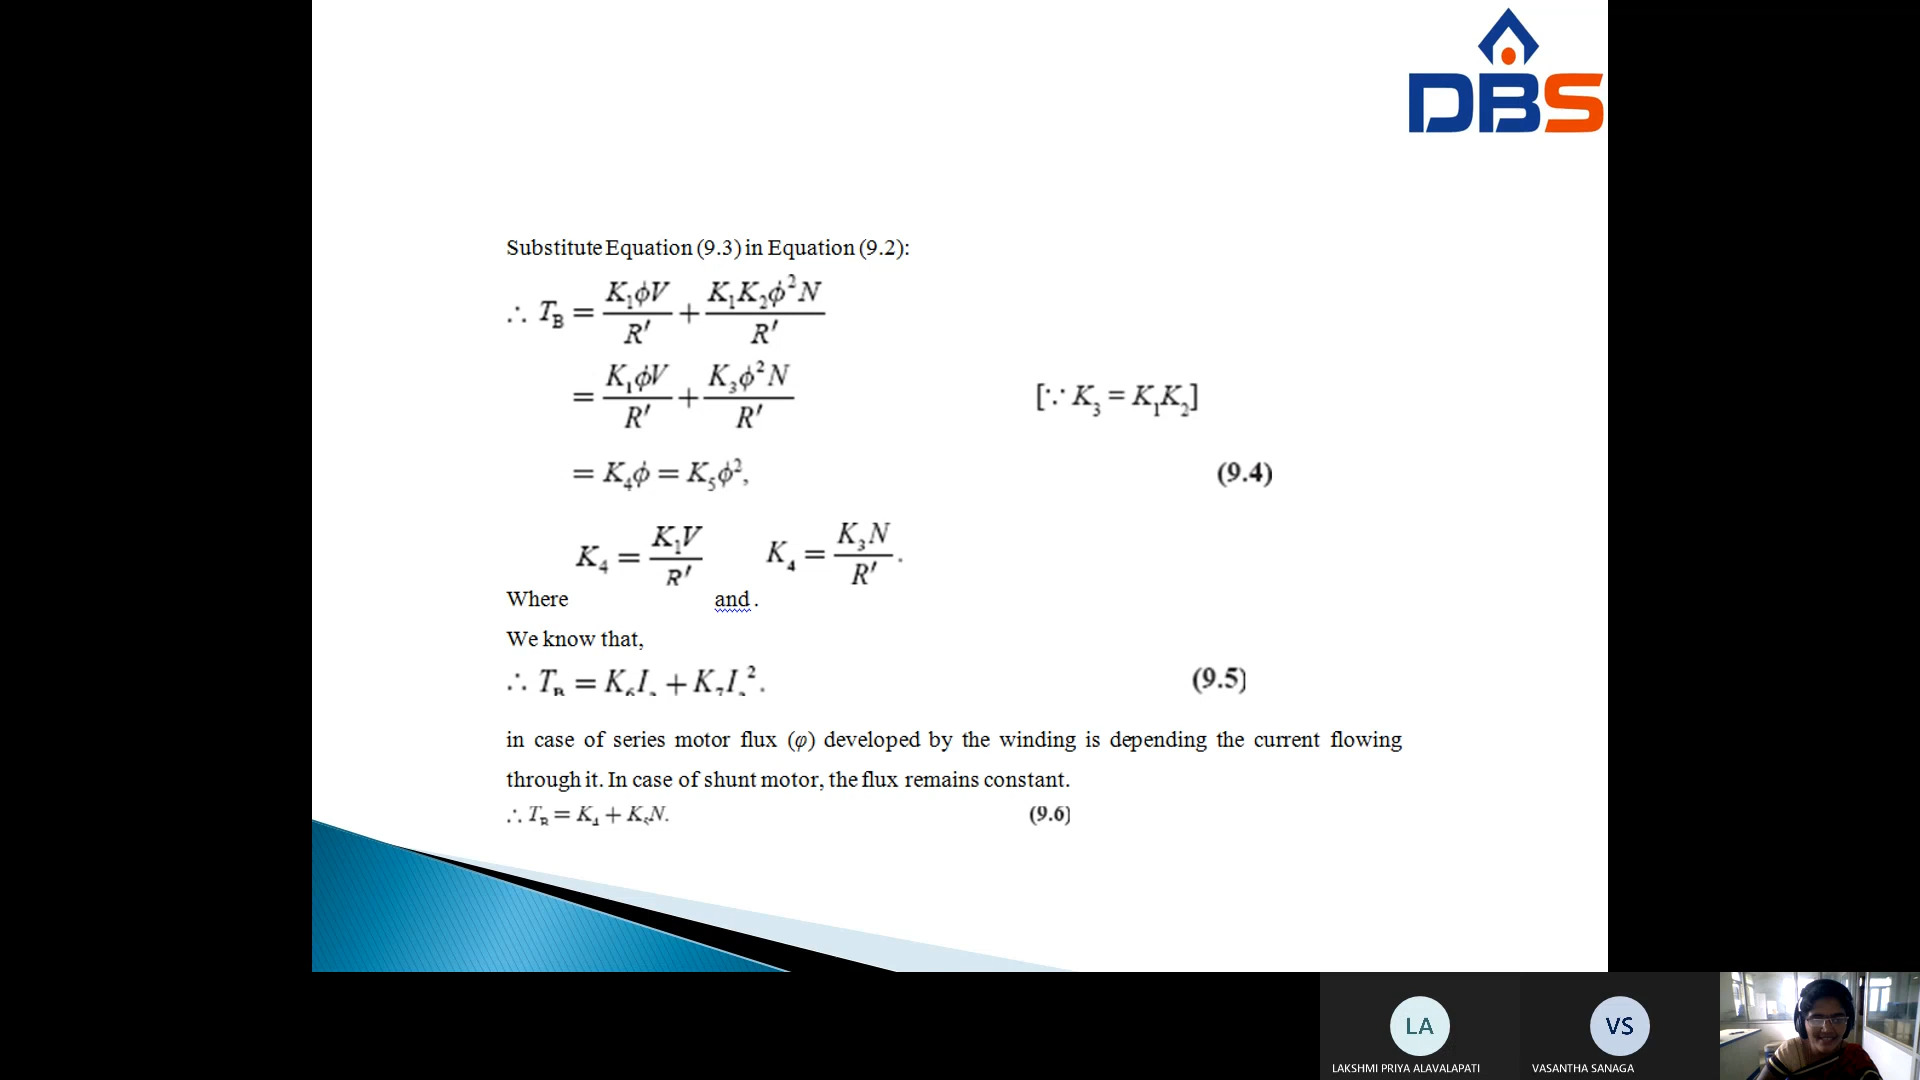 DBS
Substitute Equation (9.3) in Equation (9.2):
∴ T_B = K₁ϕV/R′ + K₁K₂ϕ²N/R′
= K₁ϕV/R′ + K₃ϕ²N/R′ [∵ K₃ = K₁K₂]
= K₄ϕ = K₅ϕ², (9.4)
K₄ = K₁V/R′ K₄ = K₃N/R′.
Where and .
We know that,
∴ T_B = K₆I + K₇I². (9.5)
in case of series motor flux (φ) developed by the winding is depending the current flowing
through it. In case of shunt motor, the flux remains constant.
∴ T_B = K₄ + K₅N. (9.6)
LA
VS
LAKSHMI PRIYA ALAVALAPATI
VASANTHA SANAGA